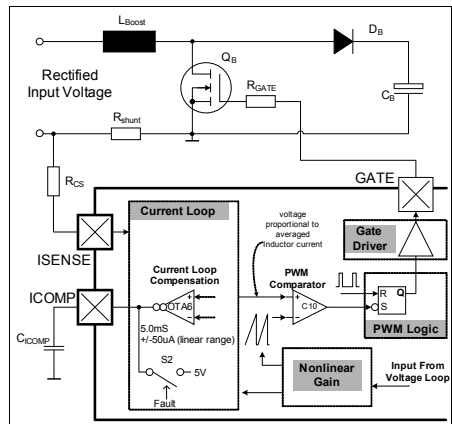 LBoost
DB
QB
Rectified
Input Voltage
RGATE
CB
Rshunt
RCS
GATE
Current Loop
voltage
proportional to
averaged
Inductor current
Gate
Driver
ISENSE
Current Loop
Compensation
PWM
Comparator
R
Q
S
ICOMP
OTA6
C10
PWM Logic
5.0mS
+/-50uA (linear range)
CICOMP
S2
5V
Fault
Nonlinear
Gain
Input From
Voltage Loop